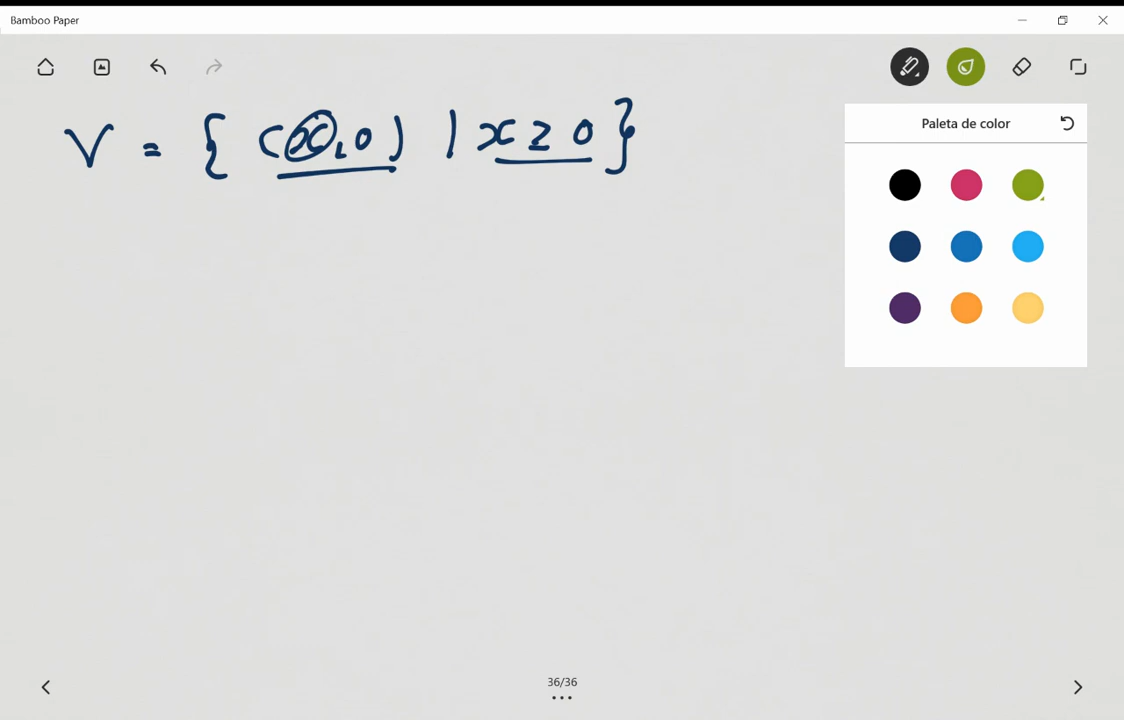 Bamboo Paper
V = { (x, 0) | x ≥ 0 }
Paleta de color
36/36